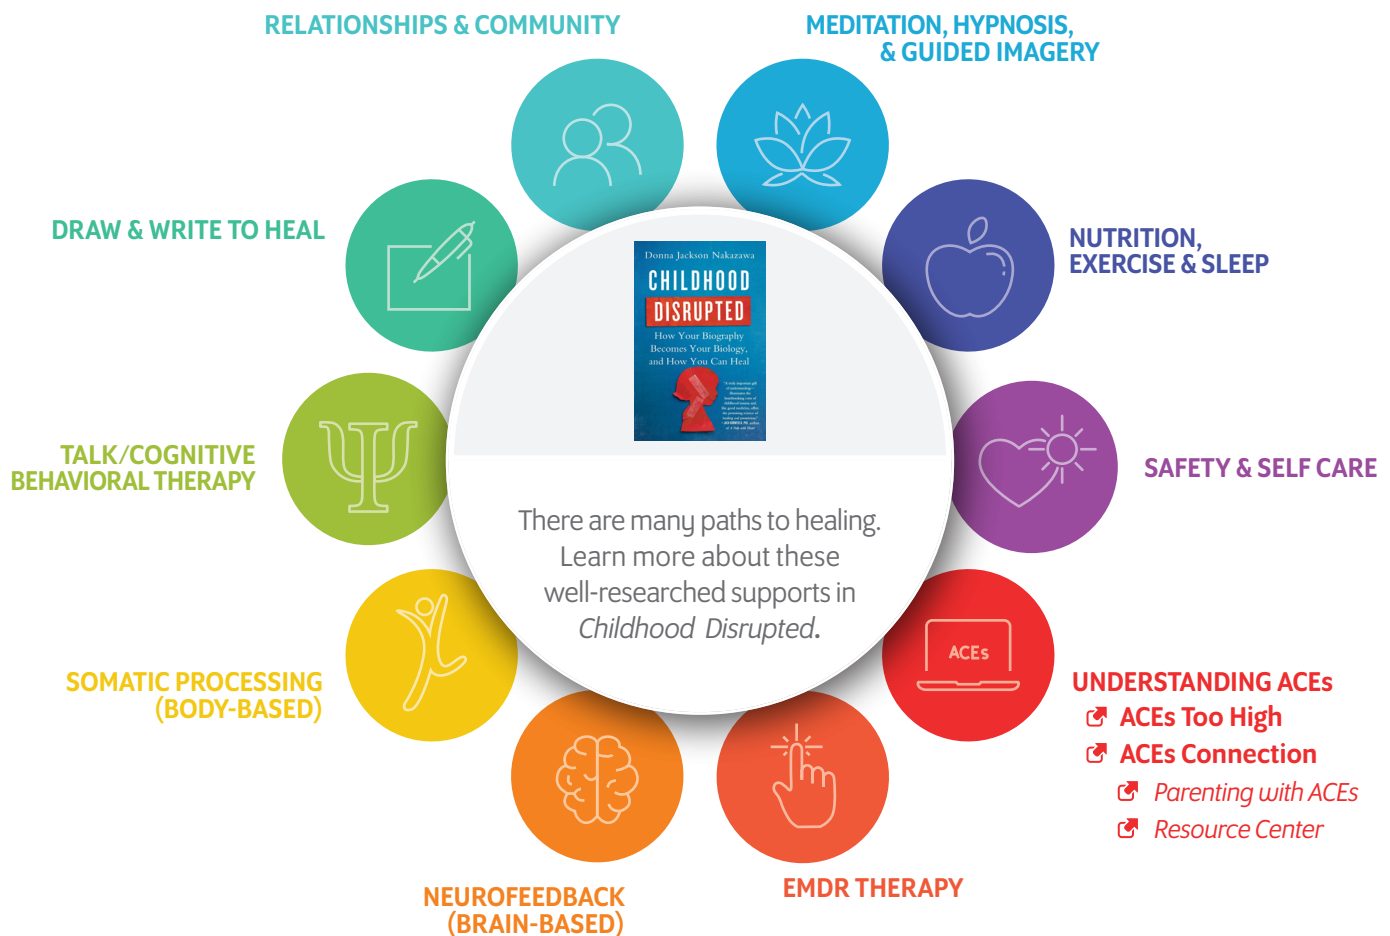 RELATIONSHIPS & COMMUNITY
MEDITATION, HYPNOSIS,
& GUIDED IMAGERY
DRAW & WRITE TO HEAL
NUTRITION,
EXERCISE & SLEEP
Donna Jackson Nakazawa
CHILDHOOD
DISRUPTED
How Your Biography
Becomes Your Biology,
and How You Can Heal
TALK/COGNITIVE
BEHAVIORAL THERAPY
SAFETY & SELF CARE
There are many paths to healing.
Learn more about these
well-researched supports in
Childhood Disrupted.
SOMATIC PROCESSING
(BODY-BASED)
ACEs
UNDERSTANDING ACEs
ACEs Too High
ACEs Connection
Parenting with ACEs
Resource Center
NEUROFEEDBACK
(BRAIN-BASED)
EMDR THERAPY